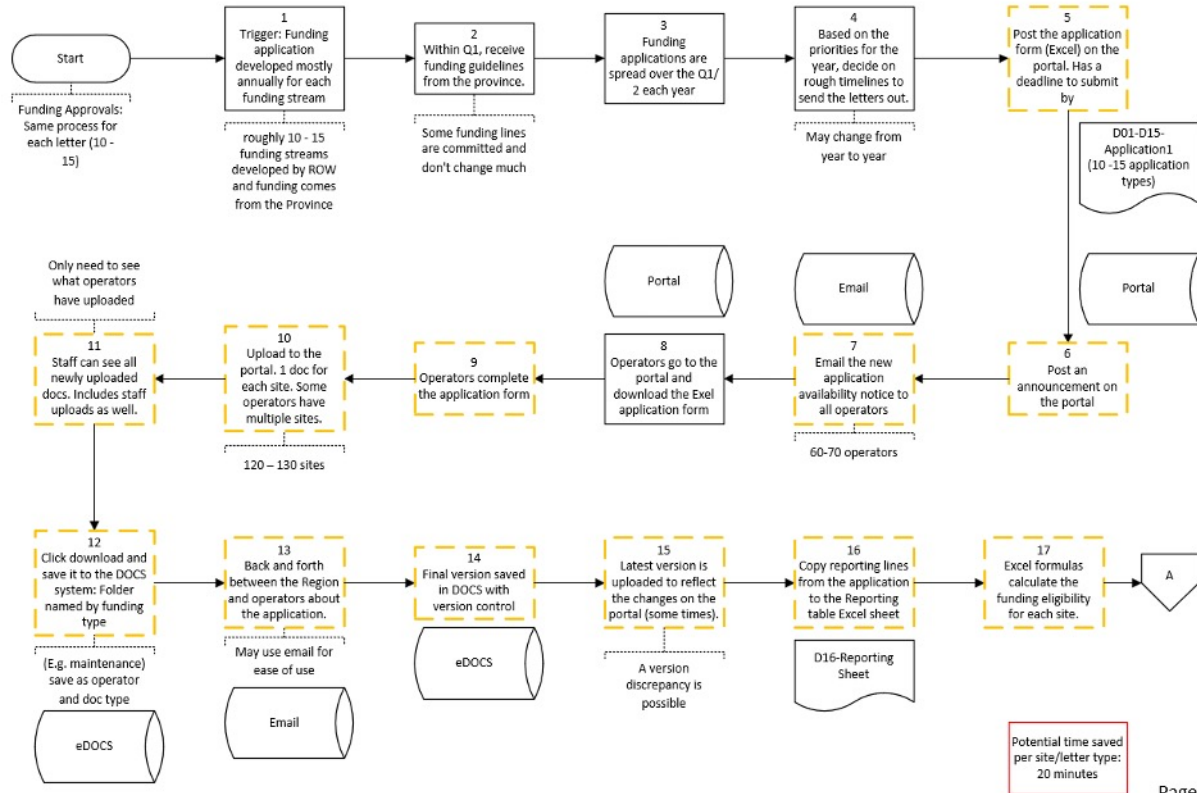 Start
Funding Approvals:
Same process for
each letter (10 -
15)
1
Trigger: Funding
application
developed mostly
annually for each
funding stream
roughly 10 - 15
funding streams
developed by ROW
and funding comes
from the Province
2
Within Q1, receive
funding guidelines
from the province.
Some funding lines
are committed and
don't change much
3
Funding
applications are
spread over the Q1/
2 each year
4
Based on the
priorities for the
year, decide on
rough timelines to
send the letters out.
May change from
year to year
5
Post the application
form (Excel) on the
portal. Has a
deadline to submit
by
D01-D15-
Application1
(10 -15 application
types)
Portal
6
Post an
announcement on
the portal
Email
7
Email the new
application
availability notice to
all operators
60-70 operators
Portal
8
Operators go to the
portal and
download the Exel
application form
9
Operators complete
the application form
10
Upload to the
portal. 1 doc for
each site. Some
operators have
multiple sites.
120 – 130 sites
Only need to see
what operators
have uploaded
11
Staff can see all
newly uploaded
docs. Includes staff
uploads as well.
12
Click download and
save it to the DOCS
system: Folder
named by funding
type
(E.g. maintenance)
save as operator
and doc type
eDOCS
13
Back and forth
between the Region
and operators about
the application.
May use email for
ease of use
Email
14
Final version saved
in DOCS with
version control
eDOCS
15
Latest version is
uploaded to reflect
the changes on the
portal (some times).
A version
discrepancy is
possible
16
Copy reporting lines
from the application
to the Reporting
table Excel sheet
D16-Reporting
Sheet
17
Excel formulas
calculate the
funding eligibility
for each site.
A
Potential time saved
per site/letter type:
20 minutes
Page